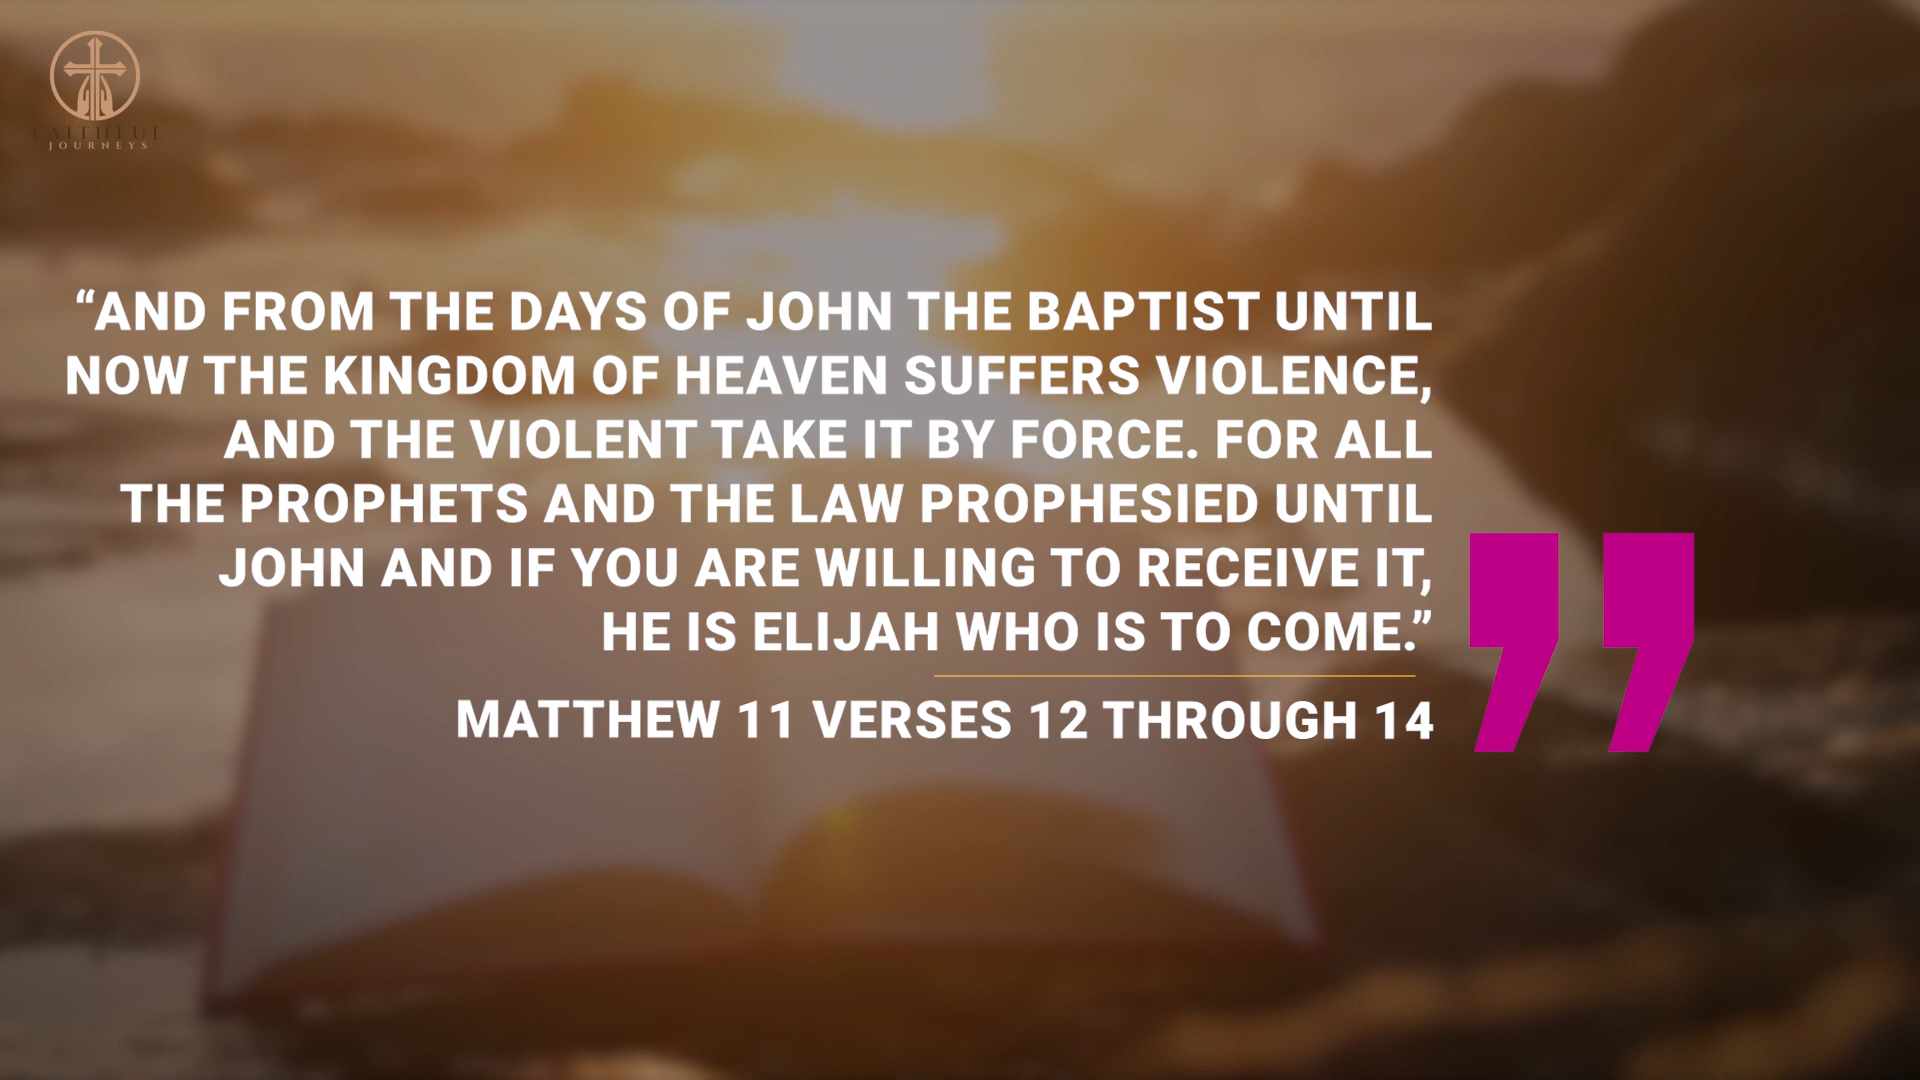 FAITHFUL
JOURNEYS
“AND FROM THE DAYS OF JOHN THE BAPTIST UNTIL
NOW THE KINGDOM OF HEAVEN SUFFERS VIOLENCE,
AND THE VIOLENT TAKE IT BY FORCE. FOR ALL
THE PROPHETS AND THE LAW PROPHESIED UNTIL
JOHN AND IF YOU ARE WILLING TO RECEIVE IT,
HE IS ELIJAH WHO IS TO COME.”
MATTHEW 11 VERSES 12 THROUGH 14